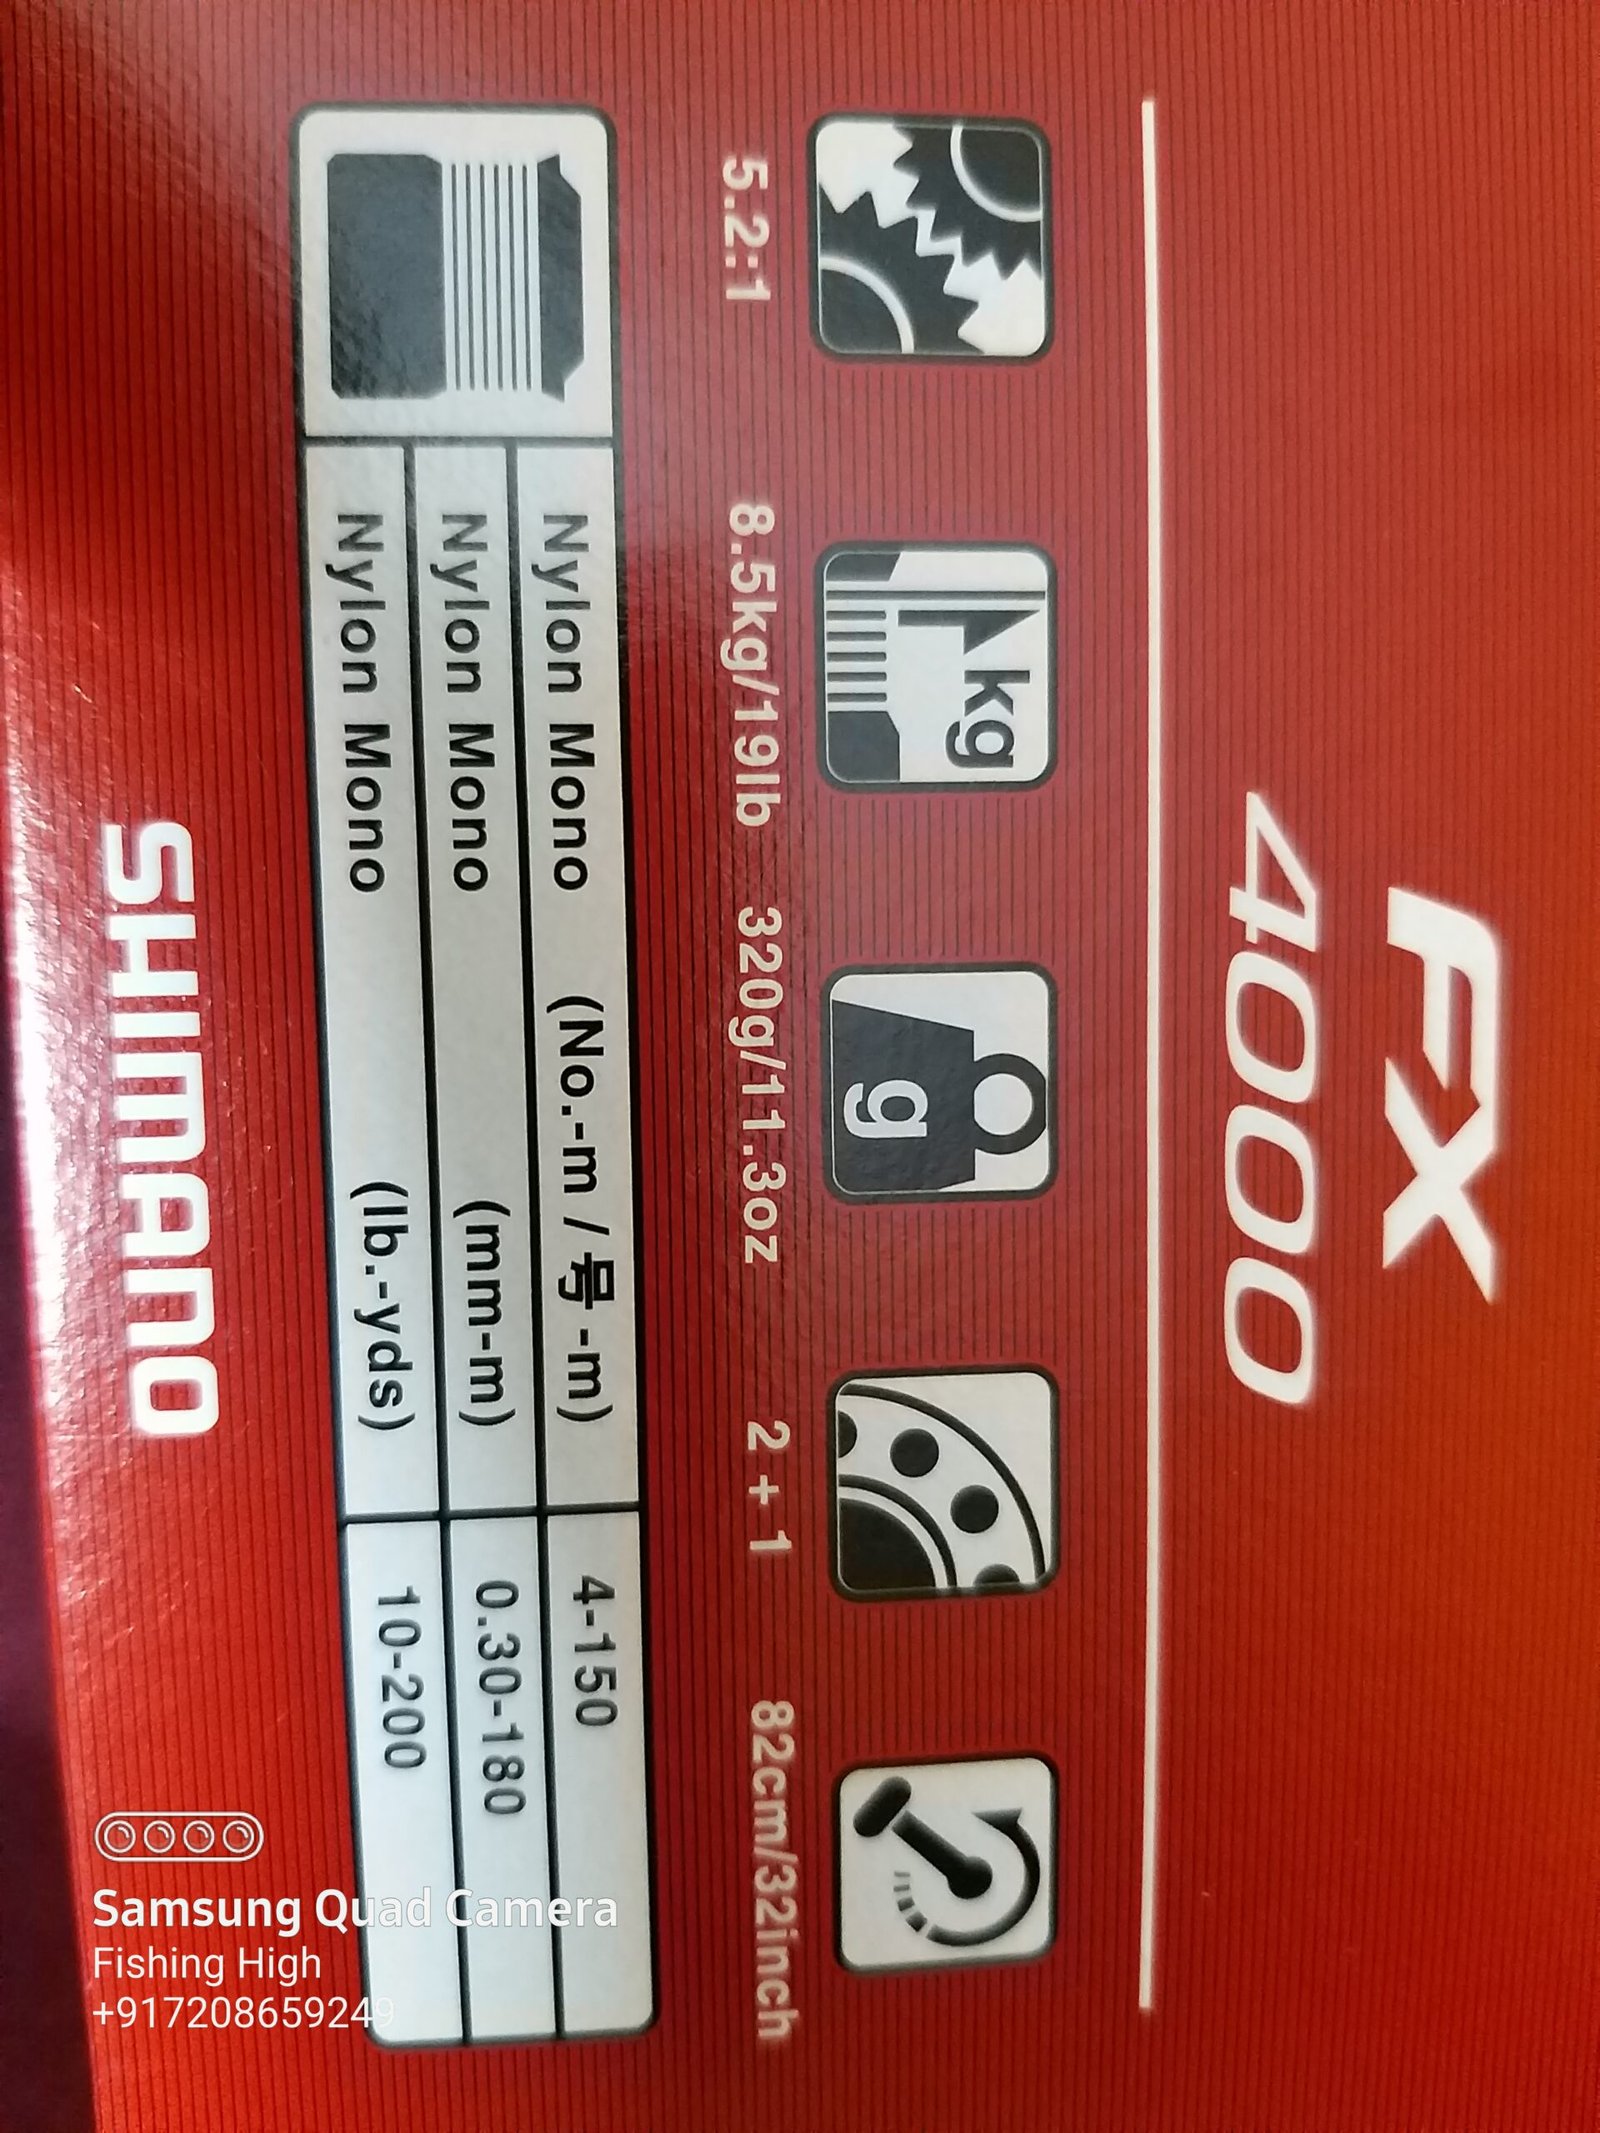 FX
4000
kg
g
5.2:1 8.5kg/19lb 320g/11.3oz 2 + 1 82cm/32inch
Nylon Mono (No.-m / 号 -m) 4-150
Nylon Mono (mm-m) 0.30-180
Nylon Mono (lb.-yds) 10-200
SHIMANO
Samsung Quad Camera
Fishing High
+917208659249